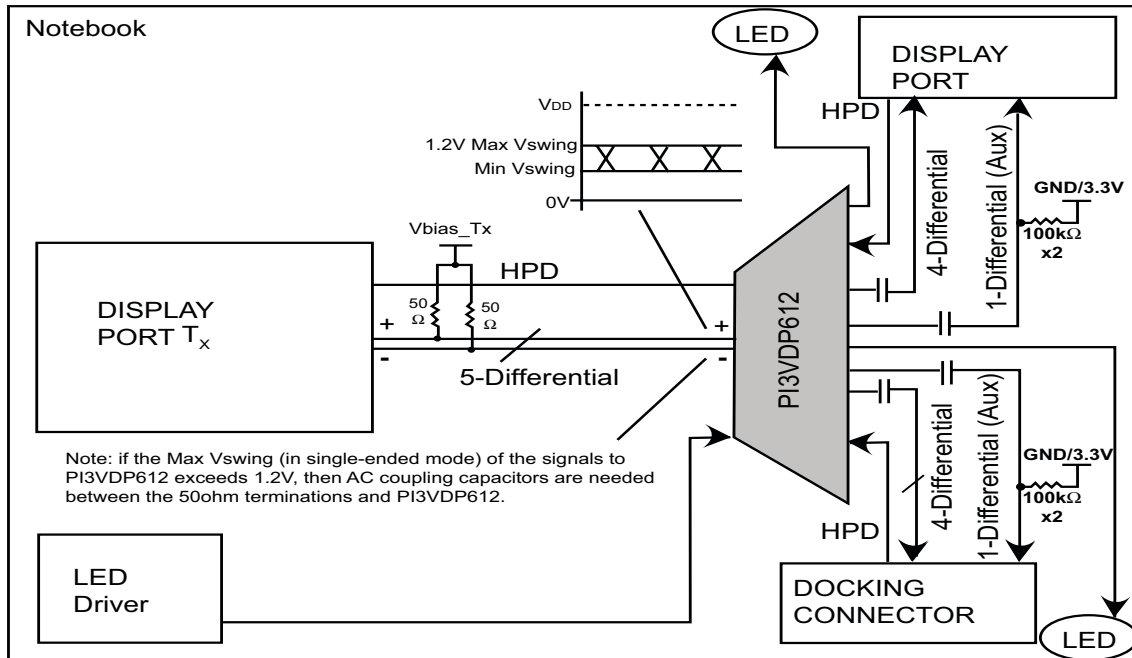 Notebook
LED
DISPLAY
PORT
HPD
4-Differential
1-Differential (Aux)
GND/3.3V
100kΩ
x2
VDD
1.2V Max Vswing
Min Vswing
0V
Vbias_Tx
HPD
50
Ω
50
Ω
DISPLAY
PORT TX
+
-
5-Differential
+
-
PI3VDP612
Note: if the Max Vswing (in single-ended mode) of the signals to
PI3VDP612 exceeds 1.2V, then AC coupling capacitors are needed
between the 50ohm terminations and PI3VDP612.
4-Differential
1-Differential (Aux)
GND/3.3V
100kΩ
x2
HPD
LED
Driver
DOCKING
CONNECTOR
LED